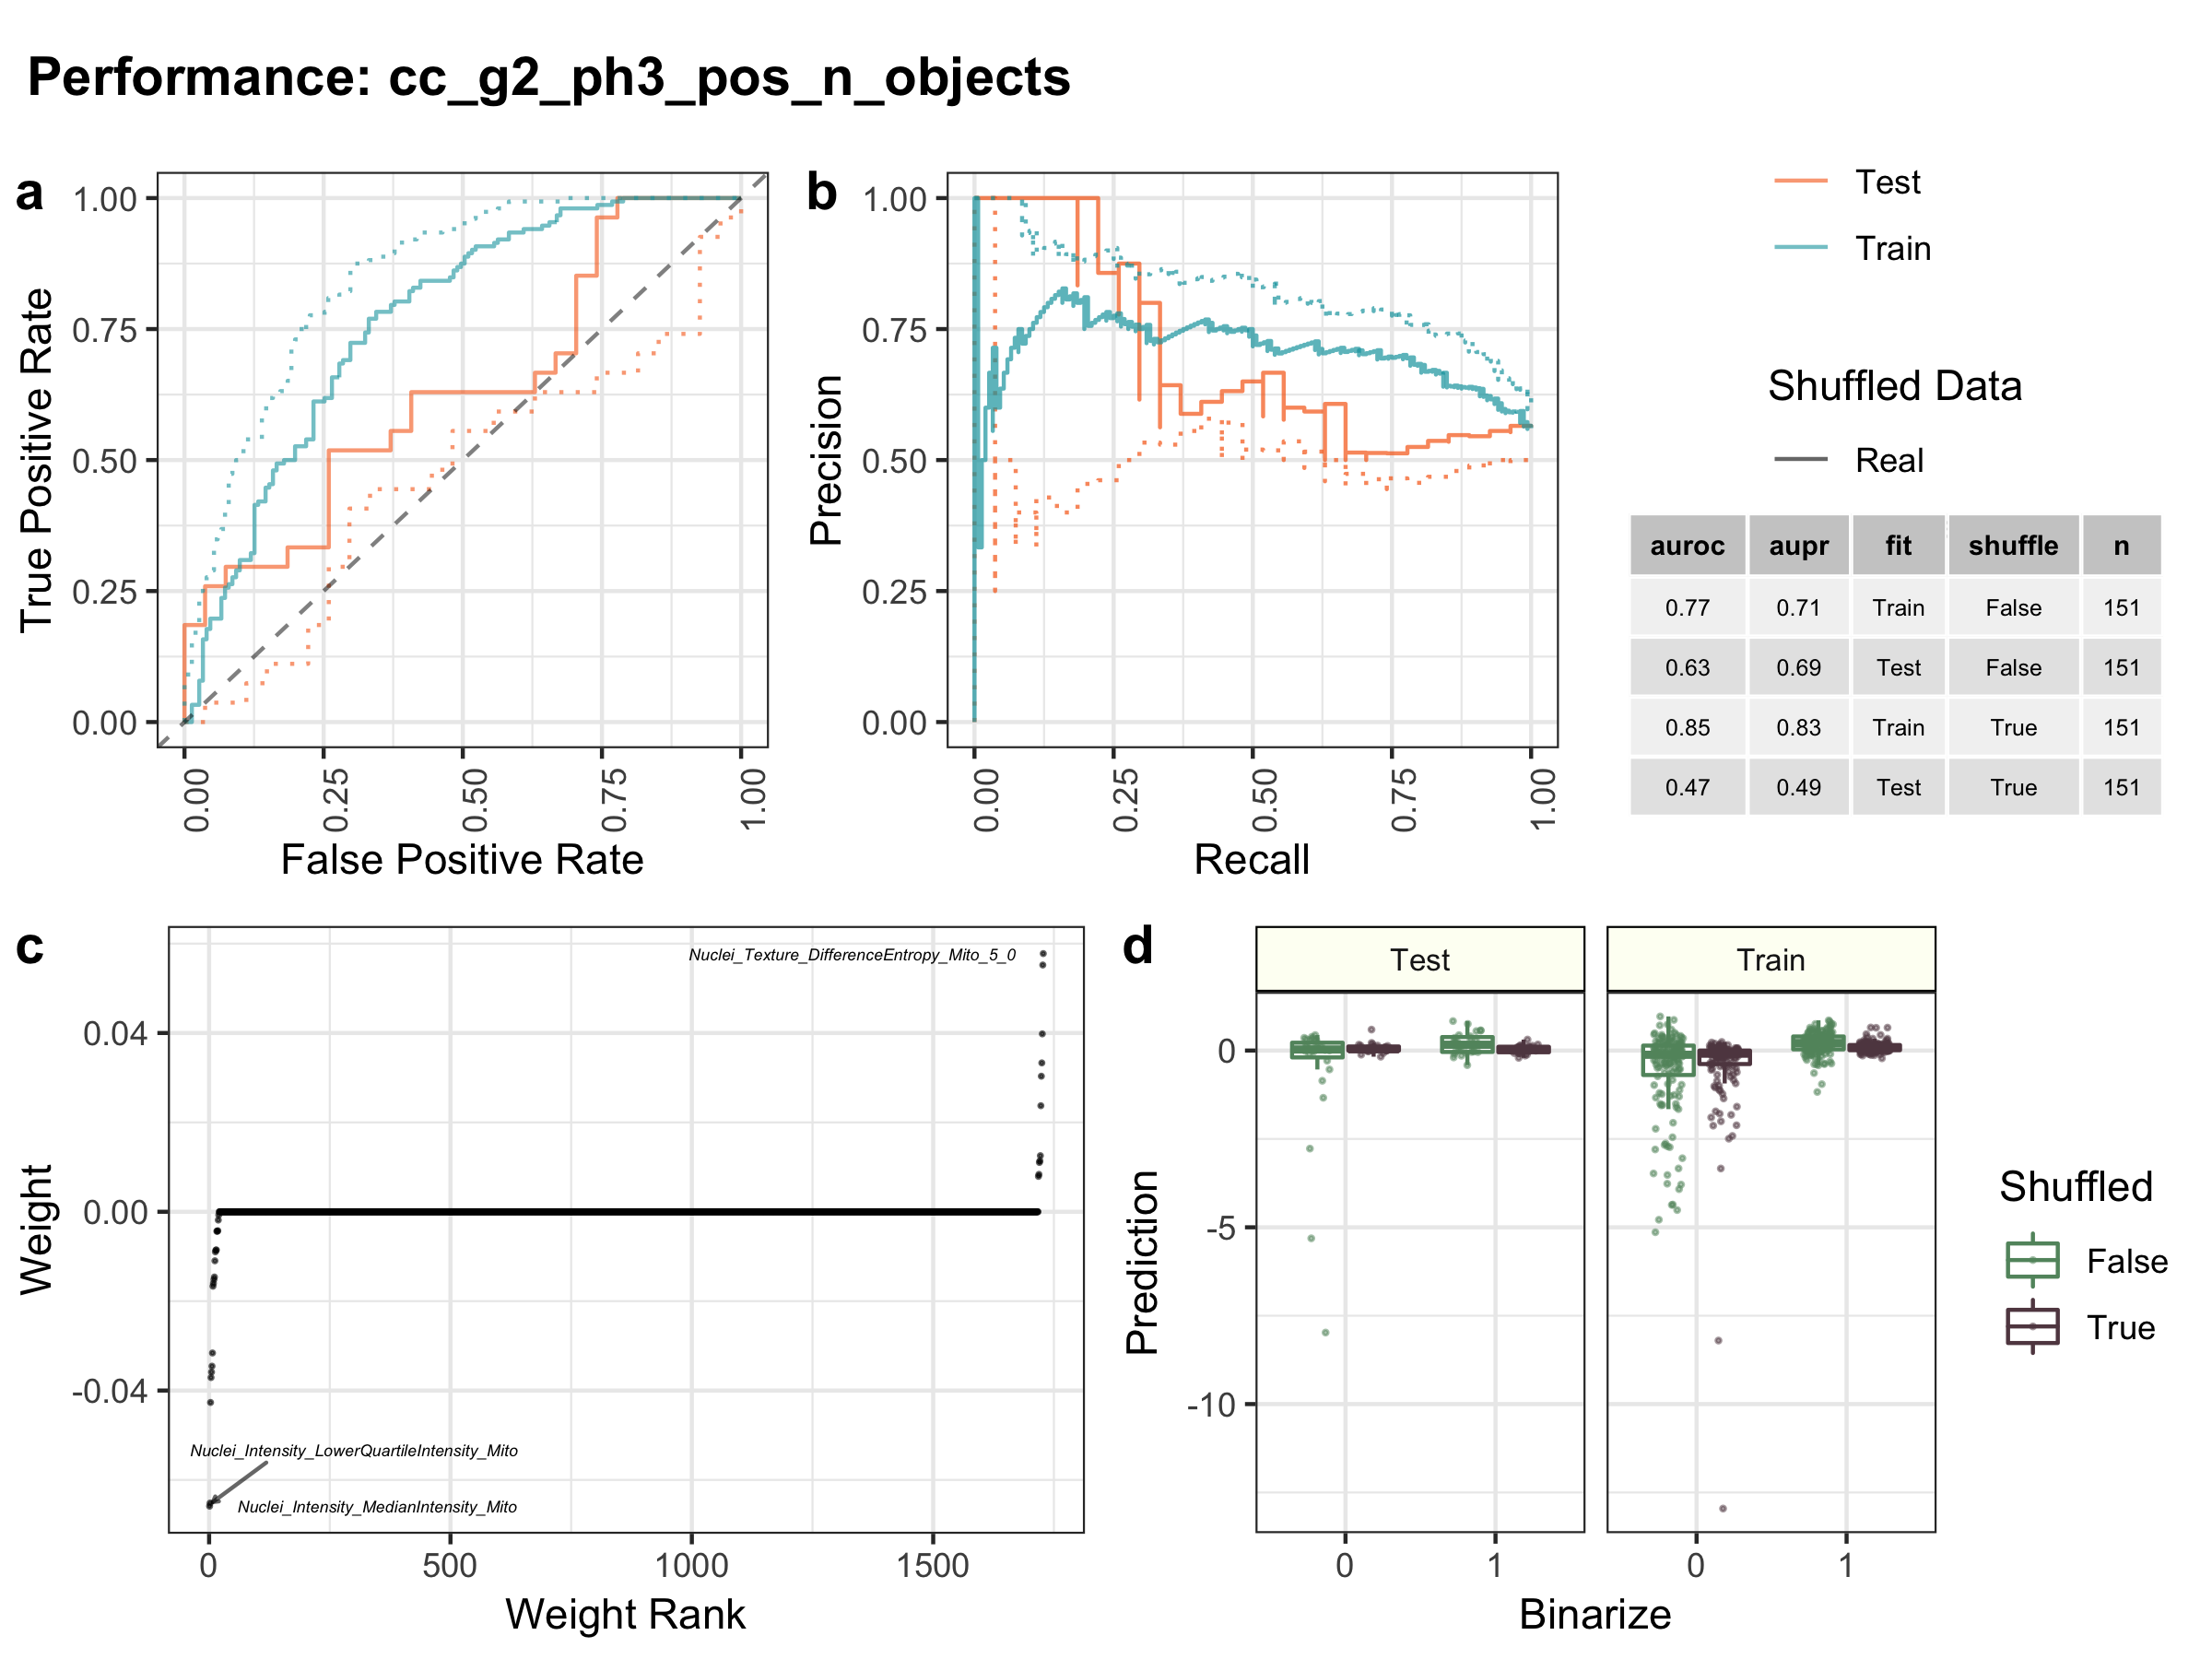 Performance: cc_g2_ph3_pos_n_objects
a
1.00
0.75
0.50
0.25
0.00
True Positive Rate
0.00
0.25
0.50
0.75
1.00
False Positive Rate
b
1.00
0.75
0.50
0.25
0.00
Precision
0.00
0.25
0.50
0.75
1.00
Recall
Test
Train
Shuffled Data
Real
auroc aupr fit shuffle n
0.77 0.71 Train False 151
0.63 0.69 Test False 151
0.85 0.83 Train True 151
0.47 0.49 Test True 151
c
0.04
0.00
-0.04
Weight
Nuclei_Texture_DifferenceEntropy_Mito_5_0
Nuclei_Intensity_LowerQuartileIntensity_Mito
Nuclei_Intensity_MedianIntensity_Mito
0
500
1000
1500
Weight Rank
d
Test
Train
0
-5
-10
Prediction
0
1
0
1
Binarize
Shuffled
False
True